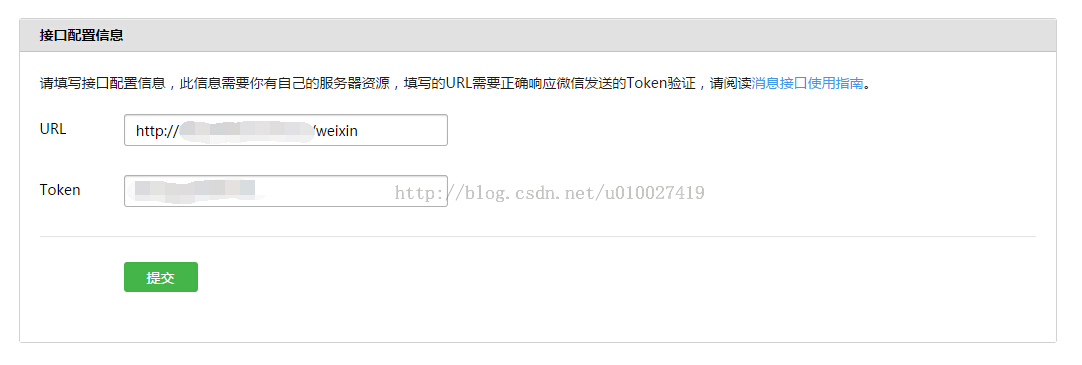 接口配置信息
请填写接口配置信息，此信息需要你有自己的服务器资源，填写的URL需要正确响应微信发送的Token验证，请阅读消息接口使用指南。
URL http:// /weixin
Token http://blog.csdn.net/u010027419
提交